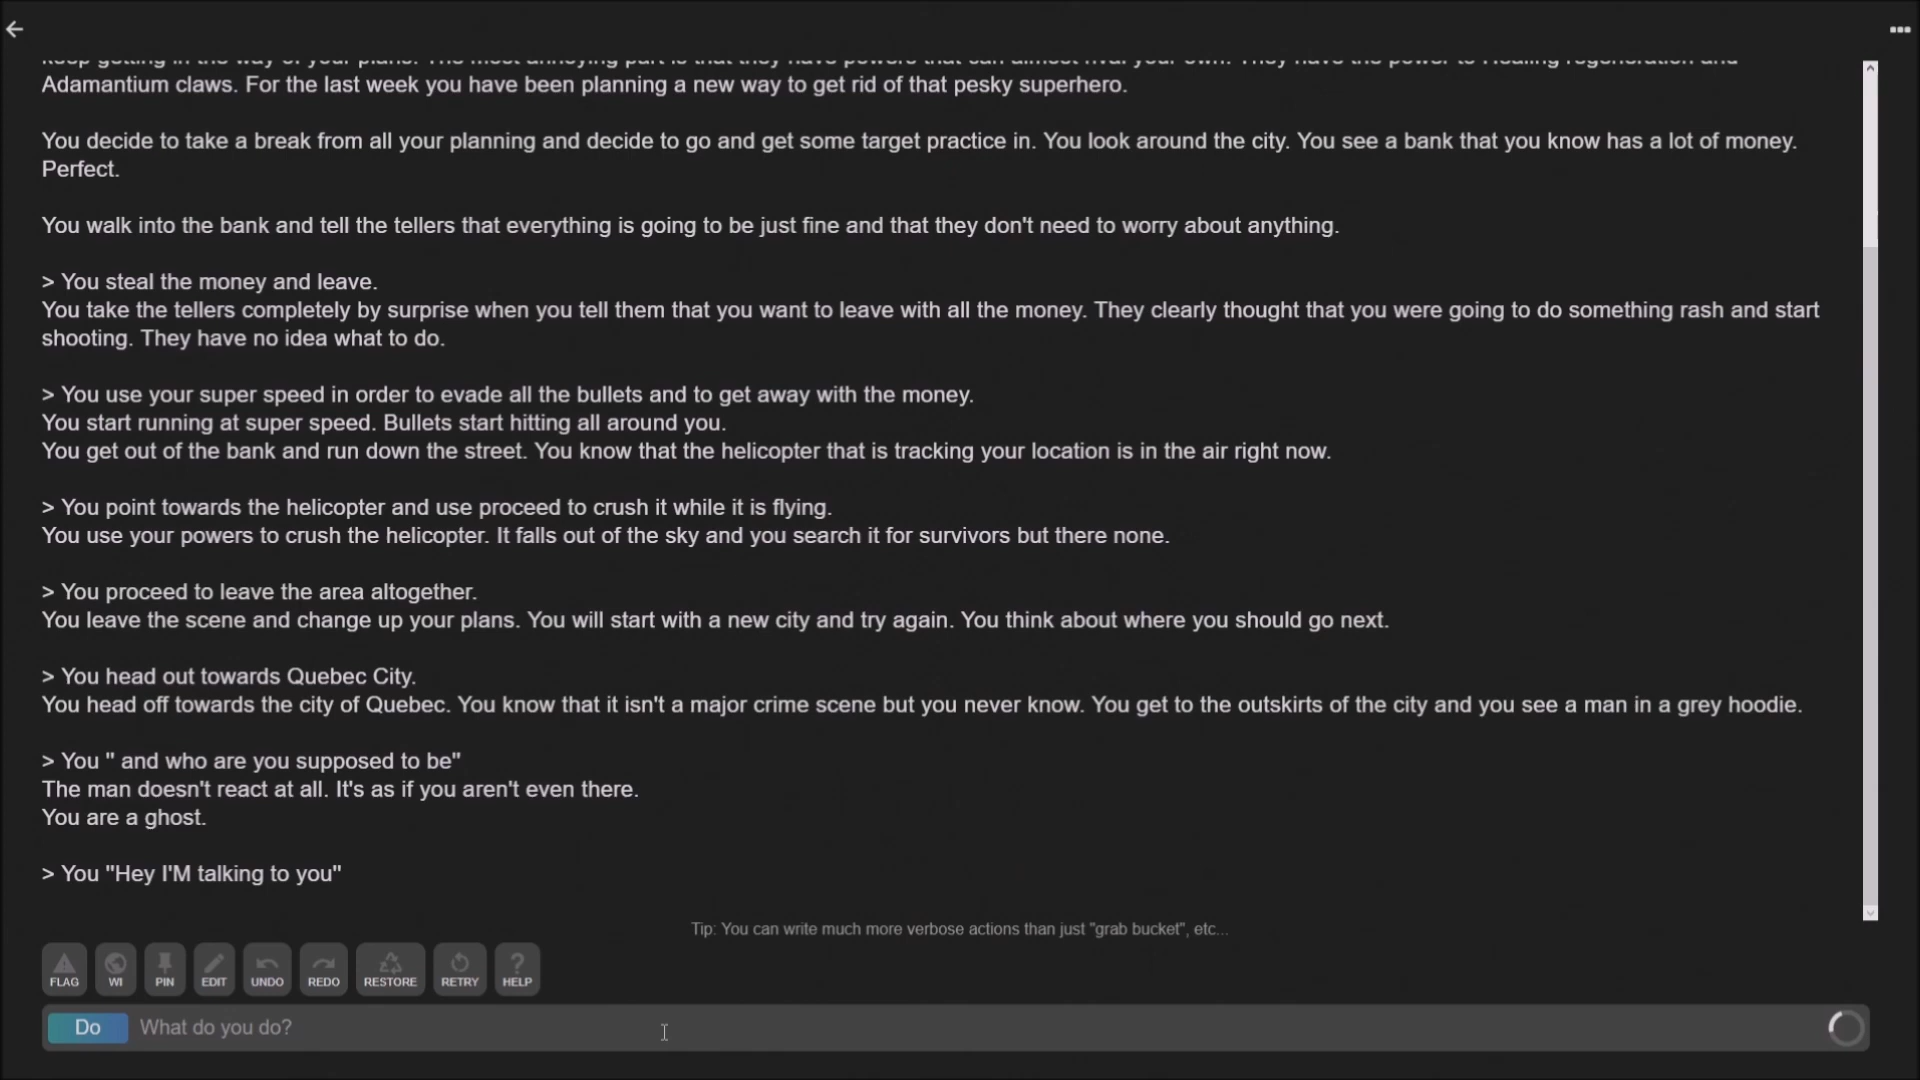 Adamantium claws. For the last week you have been planning a new way to get rid of that pesky superhero.
You decide to take a break from all your planning and decide to go and get some target practice in. You look around the city. You see a bank that you know has a lot of money.
Perfect.
You walk into the bank and tell the tellers that everything is going to be just fine and that they don't need to worry about anything.
> You steal the money and leave.
You take the tellers completely by surprise when you tell them that you want to leave with all the money. They clearly thought that you were going to do something rash and start
shooting. They have no idea what to do.
> You use your super speed in order to evade all the bullets and to get away with the money.
You start running at super speed. Bullets start hitting all around you.
You get out of the bank and run down the street. You know that the helicopter that is tracking your location is in the air right now.
> You point towards the helicopter and use proceed to crush it while it is flying.
You use your powers to crush the helicopter. It falls out of the sky and you search it for survivors but there none.
> You proceed to leave the area altogether.
You leave the scene and change up your plans. You will start with a new city and try again. You think about where you should go next.
> You head out towards Quebec City.
You head off towards the city of Quebec. You know that it isn't a major crime scene but you never know. You get to the outskirts of the city and you see a man in a grey hoodie.
> You " and who are you supposed to be"
The man doesn't react at all. It's as if you aren't even there.
You are a ghost.
> You "Hey I'M talking to you"
Tip: You can write much more verbose actions than just "grab bucket", etc...
FLAG WI PIN EDIT UNDO REDO RESTORE RETRY HELP
Do What do you do?